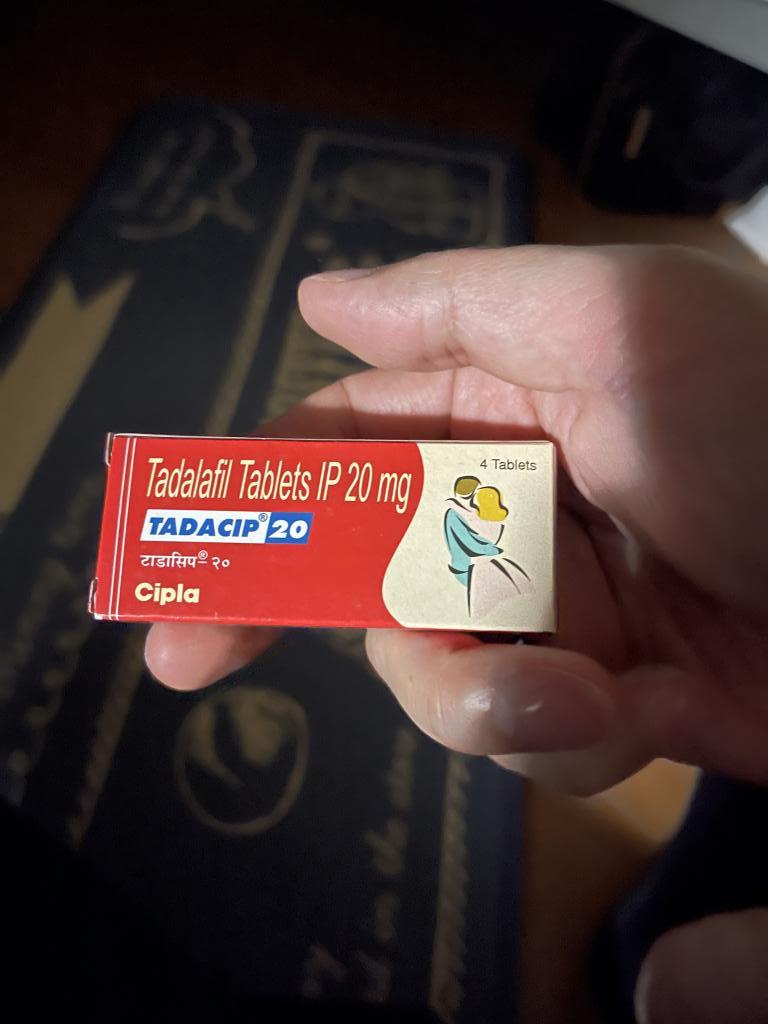 4 Tablets
Tadalafil Tablets IP 20 mg
TADACIP® 20
टाडासिप® २०
Cipla